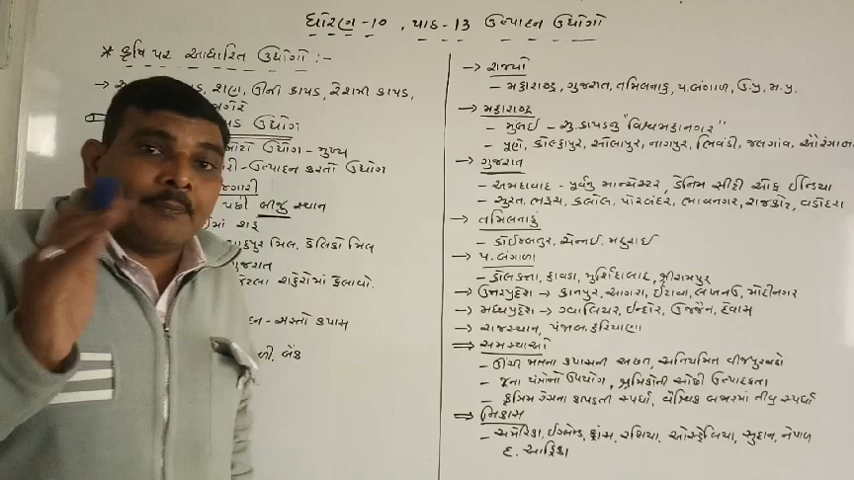 ધોરણ-૧૦ , પાઠ-13 ઉત્પાદન ઉદ્યોગો
* કૃષિ પર આધારિત ઉદ્યોગો :-
શણ, ઊની કાપડ, રેશમી કાપડ,
વગેરે
ઉદ્યોગ
ઉદ્યોગ - મુખ્ય
ઉત્પાદન કરતો ઉદ્યોગ
પછી બીજુ સ્થાન
માં શરૂ
મિલ, કેલિકો મિલ
શહેરોમાં ફેલાયો.
સસ્તો કપાસ
બેંક
→ રાજ્યો
- મહારાષ્ટ્ર, ગુજરાત, તમિલનાડુ, પ.બંગાળ, ઉ.પ્ર, મ.પ્ર.
→ મહારાષ્ટ્ર
- મુંબઈ - સુ.કાપડનું "વિશ્વમહાનગર"
- પૂણે, કોલ્હાપુર, સોલાપુર, નાગપુર, ભિવંડી, જલગાંવ, ઔરંગાબાદ
→ ગુજરાત
- અમદાવાદ - પૂર્વનું માન્ચેસ્ટર, ડેનિમ સીટી ઓફ ઈન્ડિયા
- સુરત, ભરૂચ, કલોલ, પોરબંદર, ભાવનગર, રાજકોટ, વડોદરા
→ તમિલનાડુ
- કોઈમ્બતુર, ચેન્નઈ, મદુરાઈ
→ પ.બંગાળ
- કોલકતા, હાવડા, મુર્શિદાબાદ, શ્રીરામપુર
→ ઉત્તરપ્રદેશ → કાનપુર, આગરા, ઈટાવા, લખનઉ, મોદીનગર
→ મધ્યપ્રદેશ → ગ્વાલિયર, ઈન્દોર, ઉજ્જૈન, દેવાસ
→ રાજસ્થાન, પંજાબ, હરિયાણા
⇒ સમસ્યાઓ
- ઊંચી જાતના કપાસની અછત, અનિયમિત વીજપુરવઠો
- જૂના યંત્રોનો ઉપયોગ, શ્રમિકોની ઓછી ઉત્પાદકતા
- કૃત્રિમ રેસાના કાપડની સ્પર્ધા, વૈશ્વિક બજારમાં તીવ્ર સ્પર્ધા
⇒ નિકાસ
- અમેરિકા, ઈંગ્લેન્ડ, ફ્રાંસ, રશિયા, ઓસ્ટ્રેલિયા, સુદાન, નેપાળ
દ. આફ્રિકા